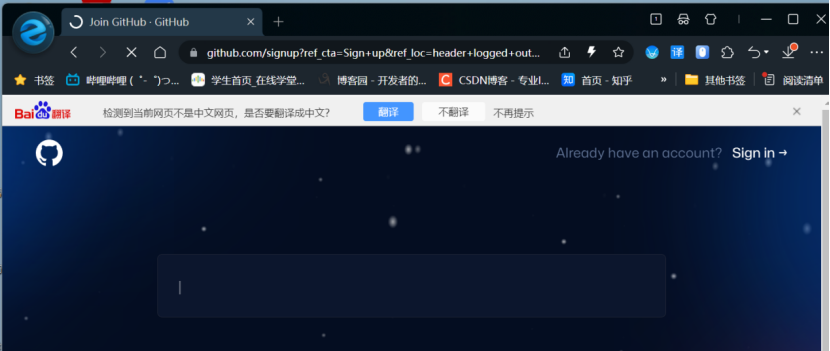 Join GitHub · GitHub
1
github.com/signup?ref_cta=Sign+up&ref_loc=header+logged+out...
译
书签 哔哩哔哩 ( ゜- ゜)つ... 学生首页_在线学堂... 博客园 - 开发者的... C CSDN博客 - 专业I... 知 首页 - 知乎 » 其他书签 阅读清单
Bai du 翻译 检测到当前网页不是中文网页，是否要翻译成中文? 翻译 不翻译 不再提示
Already have an account? Sign in →